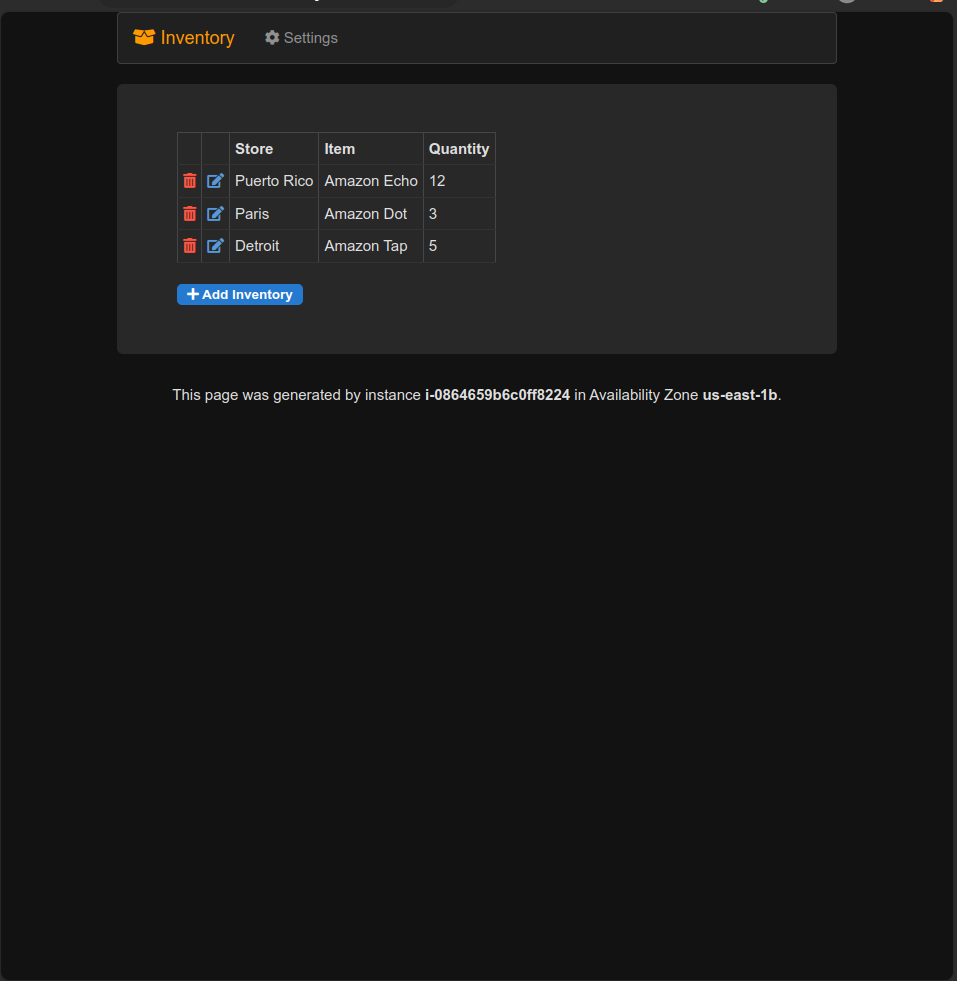 Inventory Settings
Store Item Quantity
Puerto Rico Amazon Echo 12
Paris Amazon Dot 3
Detroit Amazon Tap 5
Add Inventory
This page was generated by instance i-0864659b6c0ff8224 in Availability Zone us-east-1b.